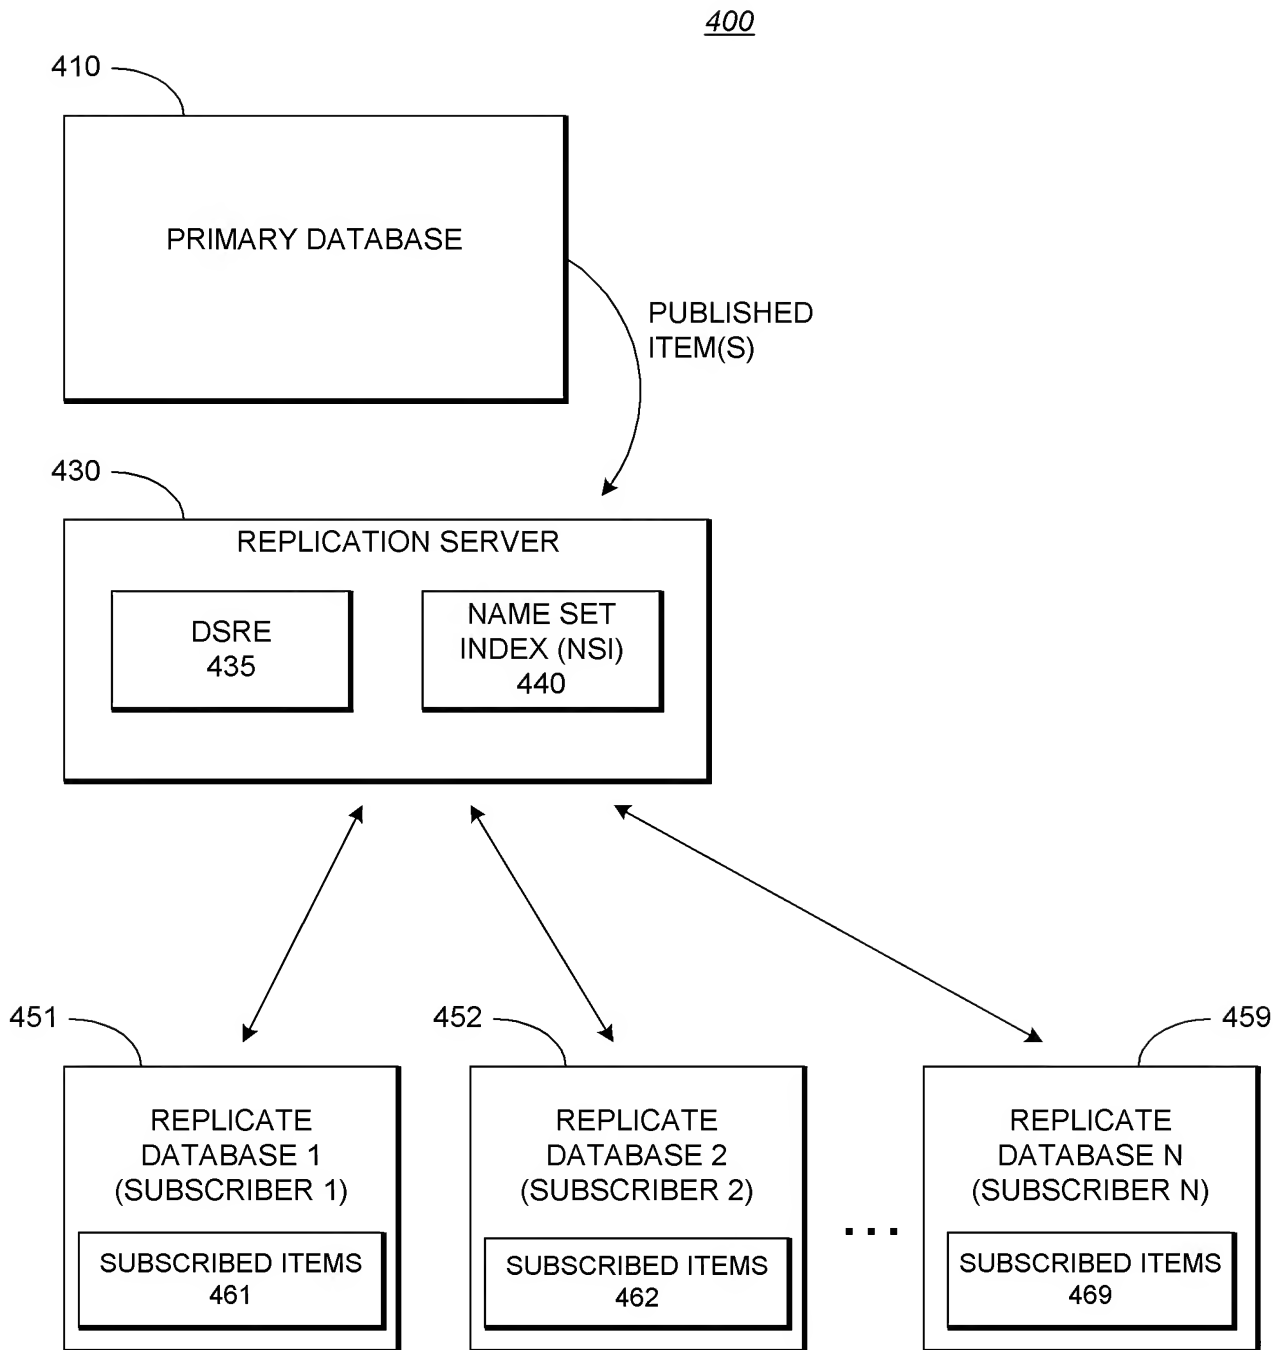 400
410
PRIMARY DATABASE
PUBLISHED
ITEM(S)
430
REPLICATION SERVER
DSRE
435
NAME SET
INDEX (NSI)
440
451
452
459
REPLICATE
DATABASE 1
(SUBSCRIBER 1)
SUBSCRIBED ITEMS
461
REPLICATE
DATABASE 2
(SUBSCRIBER 2)
SUBSCRIBED ITEMS
462
...
REPLICATE
DATABASE N
(SUBSCRIBER N)
SUBSCRIBED ITEMS
469